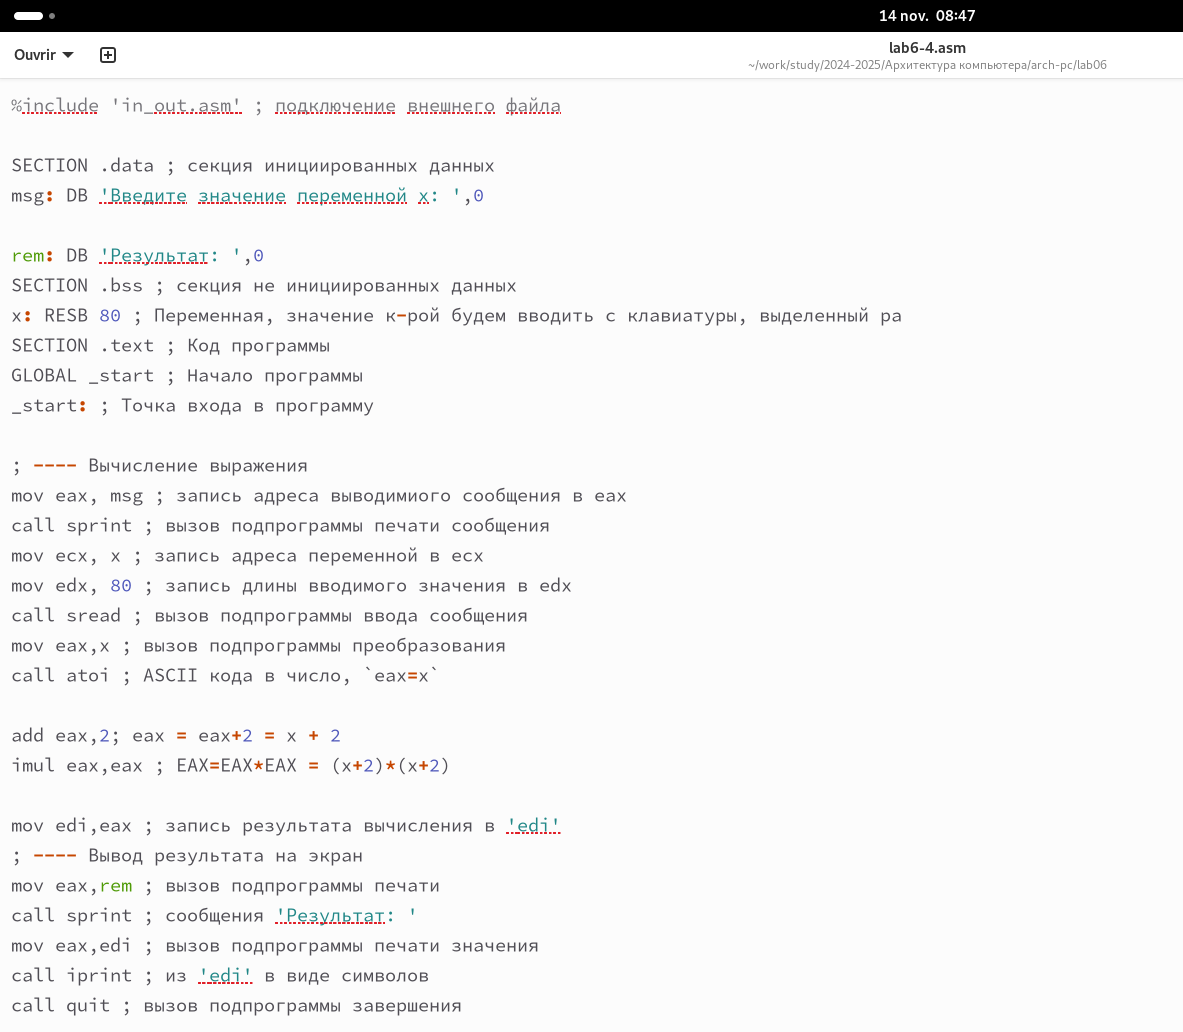 14 nov. 08:47
Ouvrir
lab6-4.asm
~/work/study/2024-2025/Архитектура компьютера/arch-pc/lab06
%include 'in_out.asm' ; подключение внешнего файла
SECTION .data ; секция инициированных данных
msg: DB 'Введите значение переменной х: ',0
rem: DB 'Результат: ',0
SECTION .bss ; секция не инициированных данных
x: RESB 80 ; Переменная, значение к-рой будем вводить с клавиатуры, выделенный ра
SECTION .text ; Код программы
GLOBAL _start ; Начало программы
_start: ; Точка входа в программу
; ---- Вычисление выражения
mov eax, msg ; запись адреса выводимиого сообщения в eax
call sprint ; вызов подпрограммы печати сообщения
mov ecx, x ; запись адреса переменной в ecx
mov edx, 80 ; запись длины вводимого значения в edx
call sread ; вызов подпрограммы ввода сообщения
mov eax,x ; вызов подпрограммы преобразования
call atoi ; ASCII кода в число, `eax=x`
add eax,2; eax = eax+2 = x + 2
imul eax,eax ; EAX=EAX*EAX = (x+2)*(x+2)
mov edi,eax ; запись результата вычисления в 'edi'
; ---- Вывод результата на экран
mov eax,rem ; вызов подпрограммы печати
call sprint ; сообщения 'Результат: '
mov eax,edi ; вызов подпрограммы печати значения
call iprint ; из 'edi' в виде символов
call quit ; вызов подпрограммы завершения